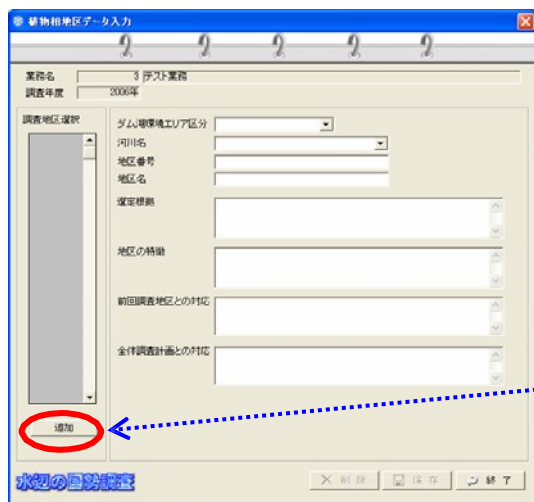 植物相地区データ入力
業務名 3 テスト業務
調査年度 2006年
調査地区選択
ダム湖環境エリア区分
河川名
地区番号
地区名
選定根拠
地区の特徴
前回調査地区との対応
全体調査計画との対応
追加
水辺の国勢調査
削除 保存 終了